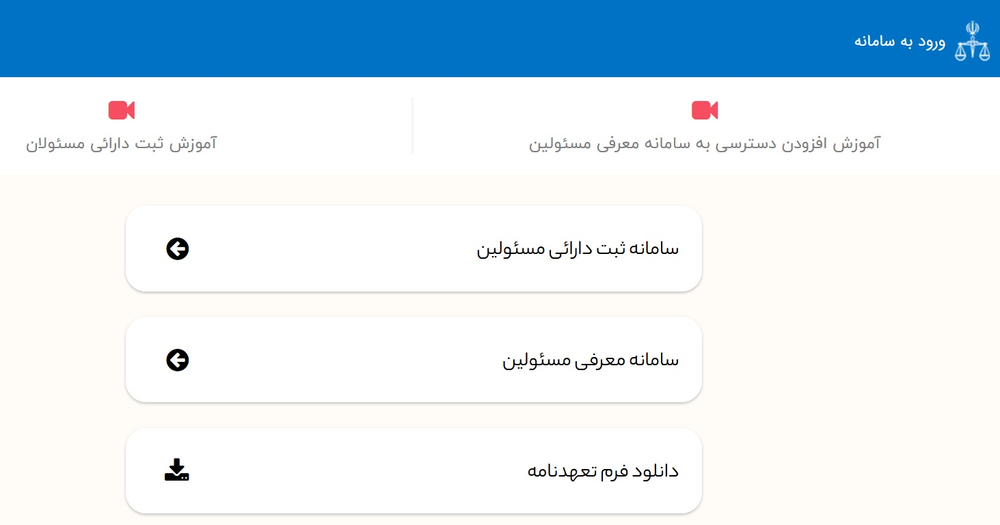 ورود به سامانه
آموزش افزودن دسترسی به سامانه معرفی مسئولین
آموزش ثبت دارائی مسئولان
سامانه ثبت دارائی مسئولین
سامانه معرفی مسئولین
دانلود فرم تعهدنامه